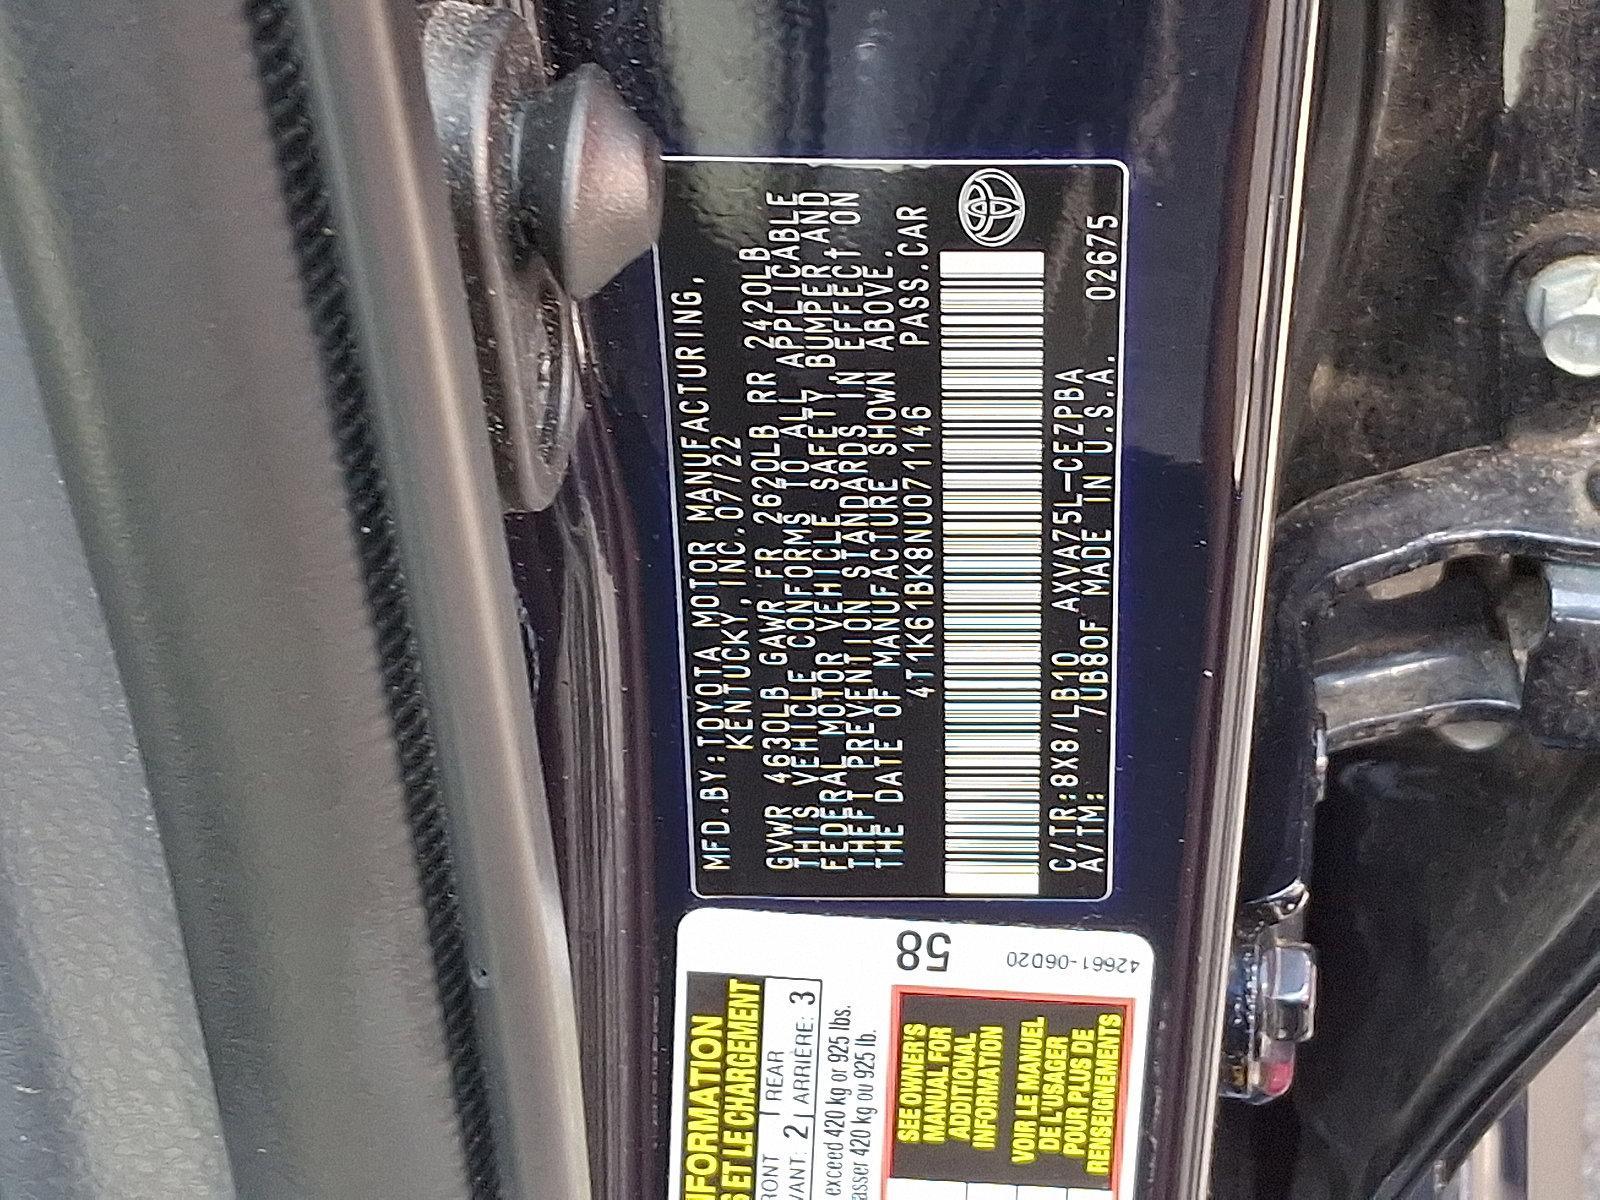 MFD.BY:TOYOTA MOTOR MANUFACTURING,
KENTUCKY,INC.07/22
GVWR 4630LB GAWR FR 2620LB RR 2420LB
THIS VEHICLE CONFORMS TO ALL APPLICABLE
FEDERAL MOTOR VEHICLE SAFETY,BUMPER,AND
THEFT PREVENTION STANDARDS IN EFFECT ON
THE DATE OF MANUFACTURE SHOWN ABOVE.
4T1K61BK8NU071146 PASS.CAR
C/TR:8X8/LB10 AXVA75L-CEZPBA
A/TM: /UB80F MADE IN U.S.A. 02675
58
42661-06D20
ET LE CHARGEMENT
REAR
2 ARRIÈRE: 3
exceed 420 kg or 925 lbs.
420 kg ou 925 lb.
SEE OWNER'S
MANUAL FOR
ADDITIONAL
INFORMATION
VOIR LE MANUEL
DE L'USAGER
POUR PLUS DE
RENSEIGNEMENTS